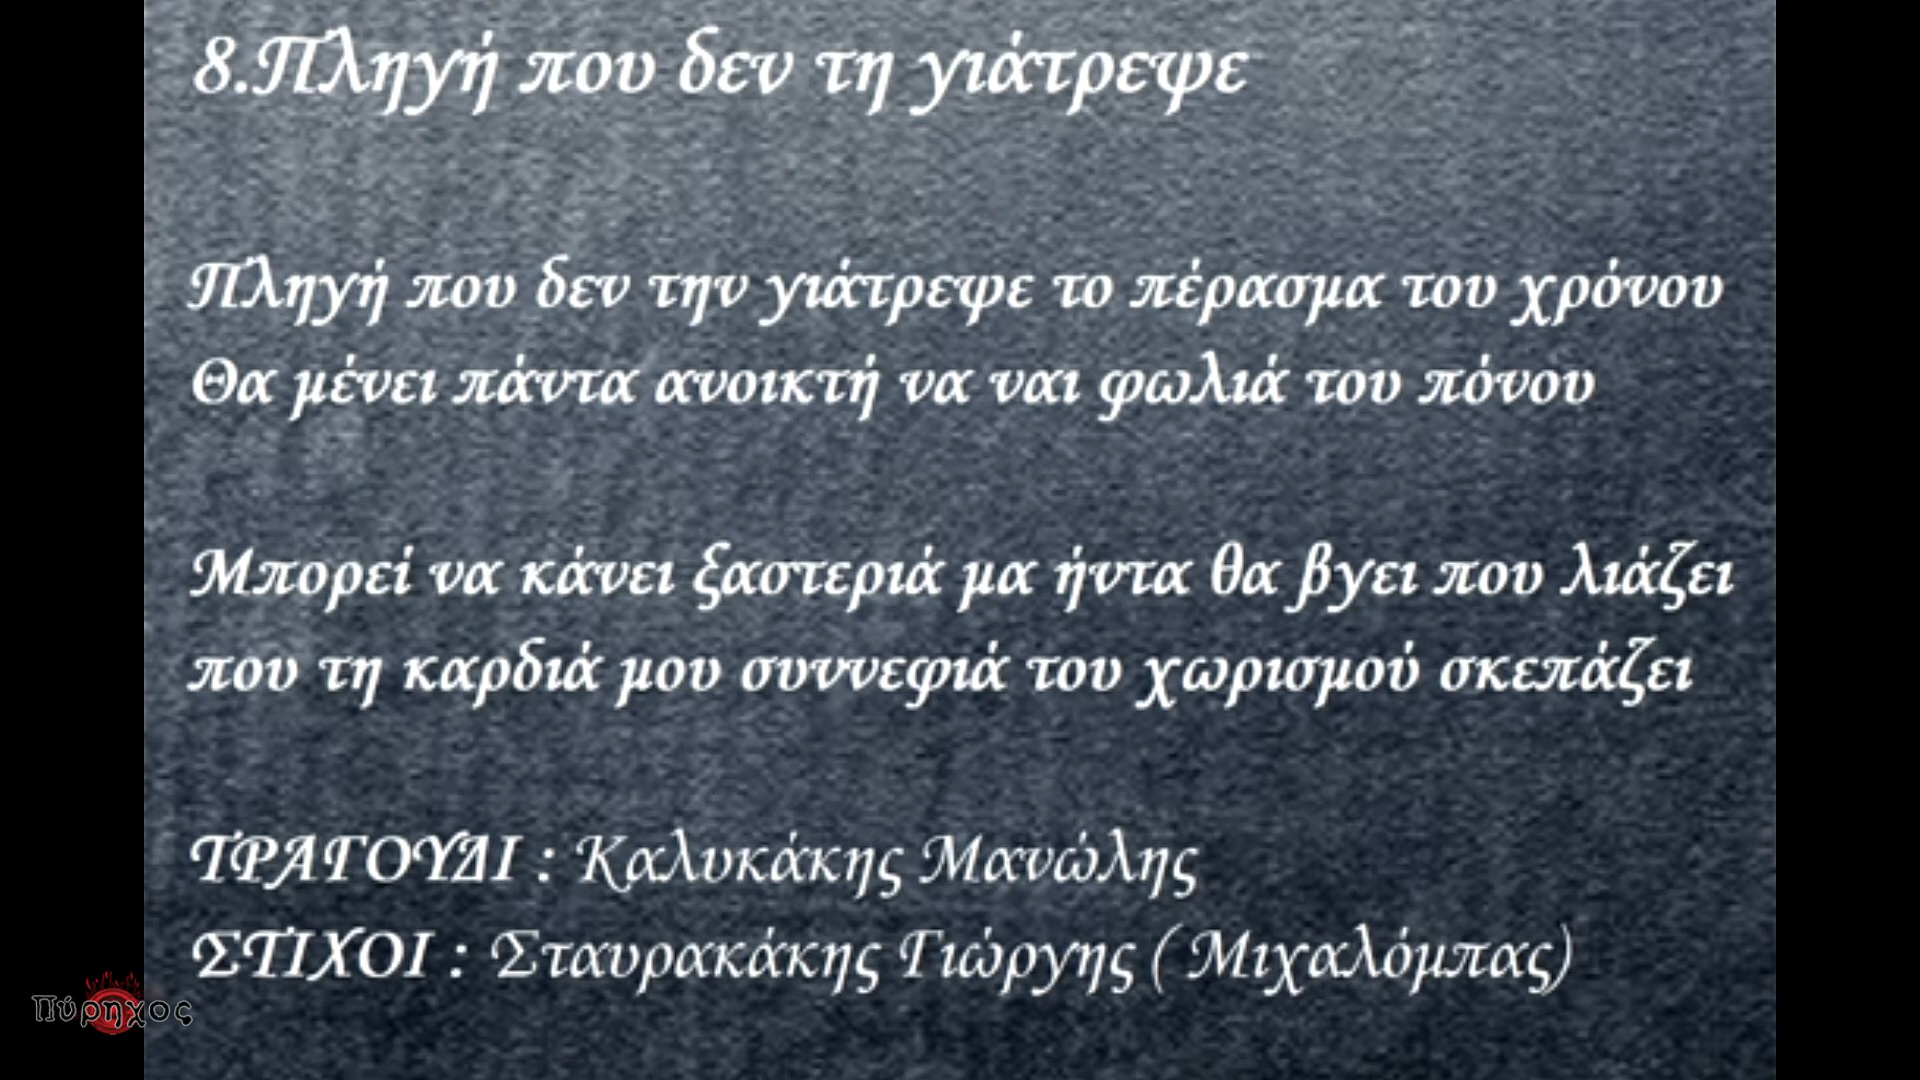 8.Πληγή που δεν τη γιάτρεψε
Πληγή που δεν την γιάτρεψε το πέρασμα του χρόνου
Θα μένει πάντα ανοικτή να ναι φωλιά του πόνου
Μπορεί να κάνει ξαστεριά μα ήντα θα βγει που λιάζει
που τη καρδιά μου συννεφιά του χωρισμού σκεπάζει
ΤΡΑΓΟΥΔΙ : Καλυκάκης Μανώλης
ΣΤΙΧΟΙ : Σταυρακάκης Γιώργης ( Μιχαλόμπας)
Πύρηχος